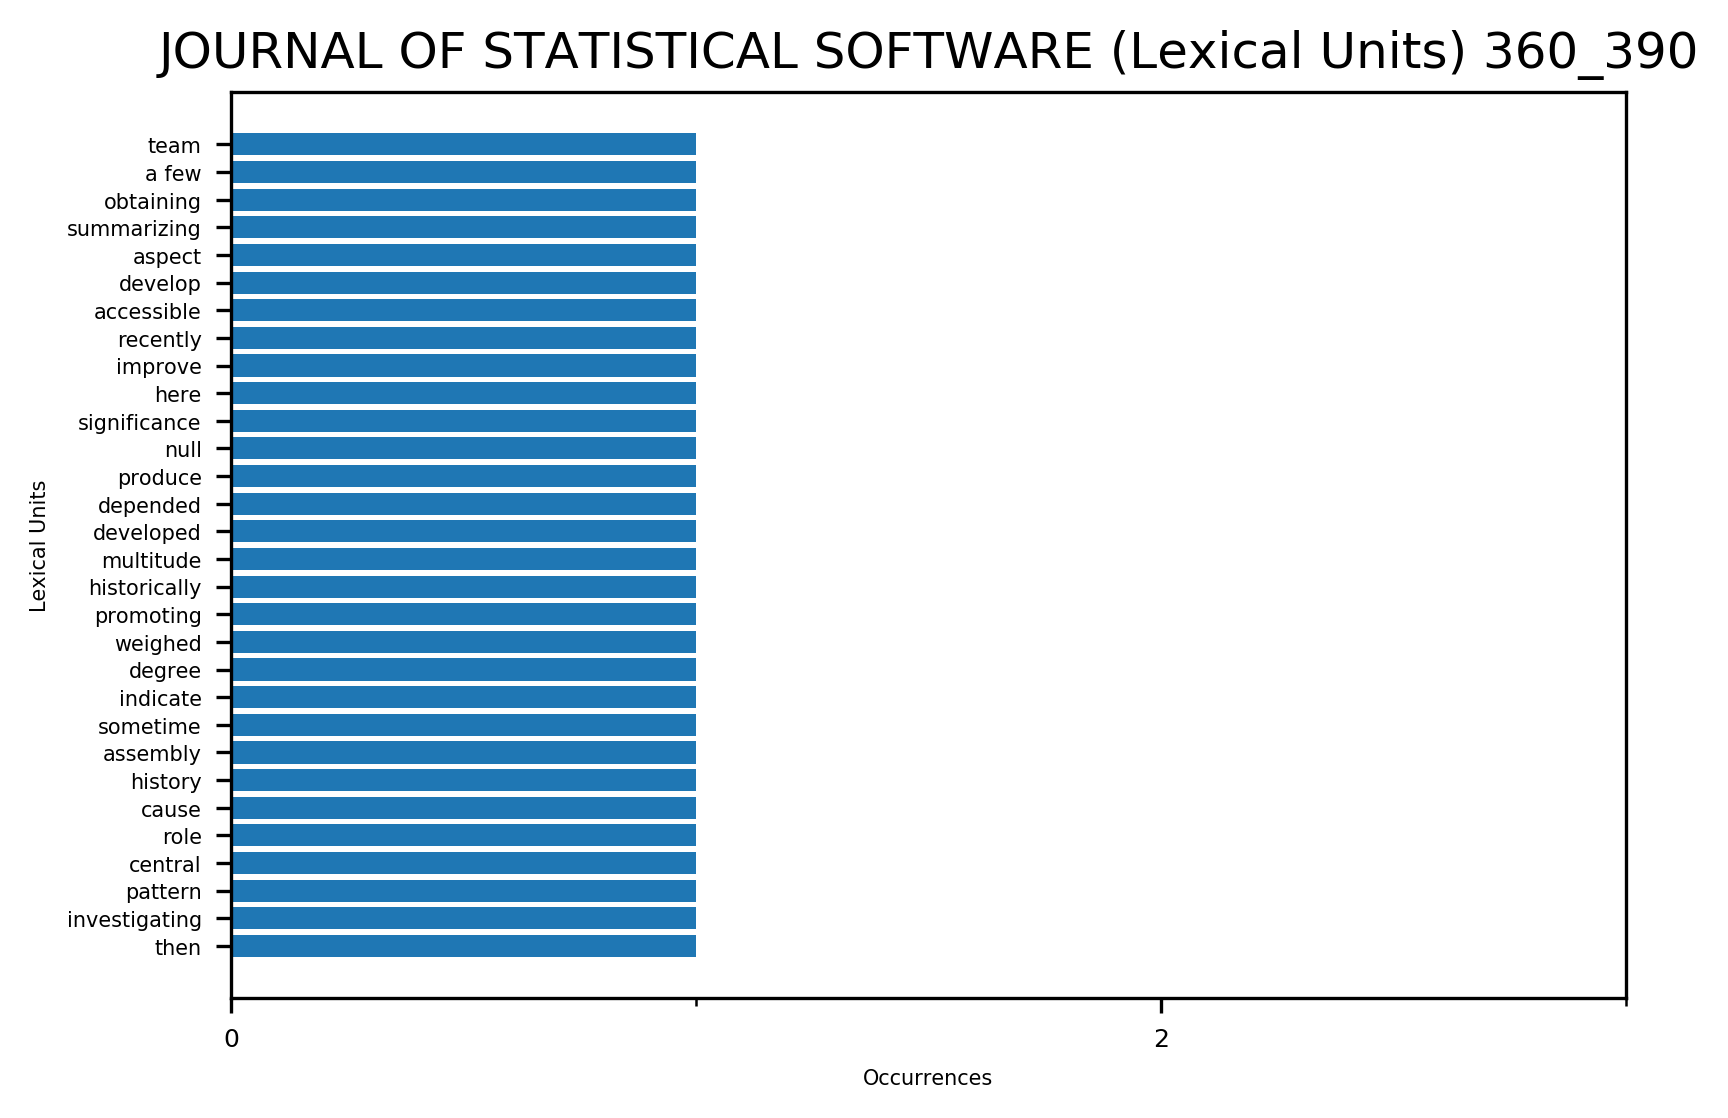 JOURNAL OF STATISTICAL SOFTWARE (Lexical Units) 360_390
team
a few
obtaining
summarizing
aspect
develop
accessible
recently
improve
here
significance
null
produce
depended
developed
multitude
historically
promoting
weighed
degree
indicate
sometime
assembly
history
cause
role
central
pattern
investigating
then
Lexical Units
0
2
Occurrences